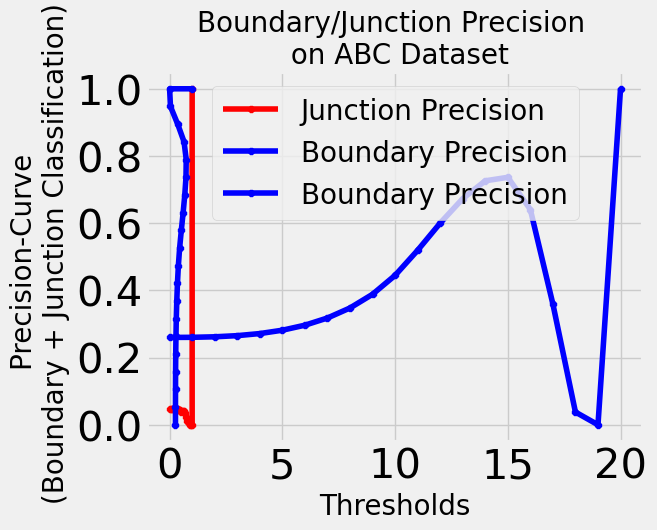 Boundary/Junction Precision
on ABC Dataset
Precision-Curve
(Boundary + Junction Classification)
1.0
0.8
0.6
0.4
0.2
0.0
Junction Precision
Boundary Precision
Boundary Precision
0 5 10 15 20
Thresholds